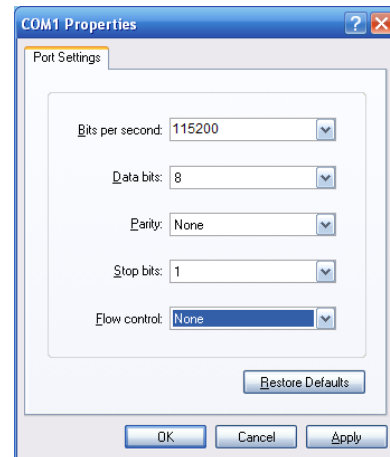 COM1 Properties
Port Settings
Bits per second: 115200
Data bits: 8
Parity: None
Stop bits: 1
Flow control: None
Restore Defaults
OK Cancel Apply